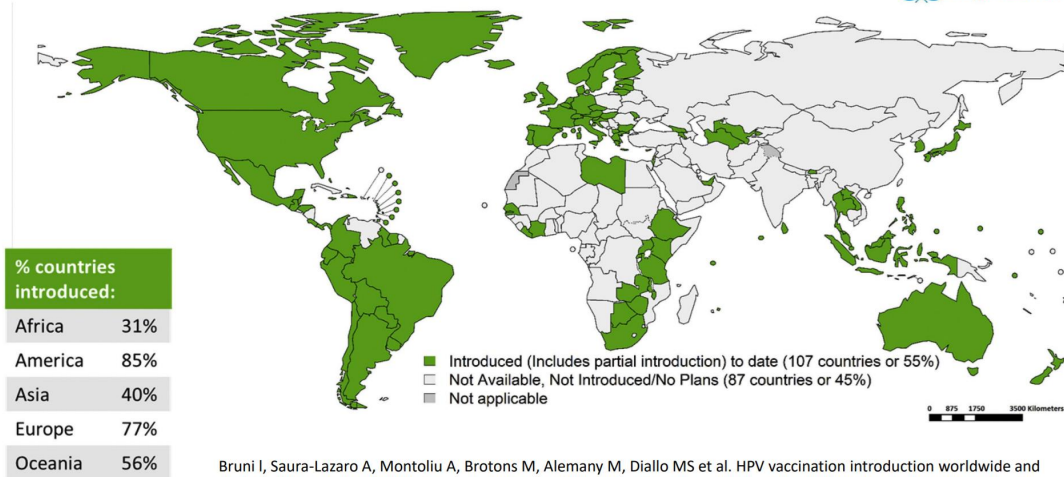 % countries
introduced:
Africa 31%
America 85%
Asia 40%
Europe 77%
Oceania 56%
Introduced (Includes partial introduction) to date (107 countries or 55%)
Not Available, Not Introduced/No Plans (87 countries or 45%)
Not applicable
0 875 1750 3500 Kilometers
Bruni l, Saura-Lazaro A, Montoliu A, Brotons M, Alemany M, Diallo MS et al. HPV vaccination introduction worldwide and